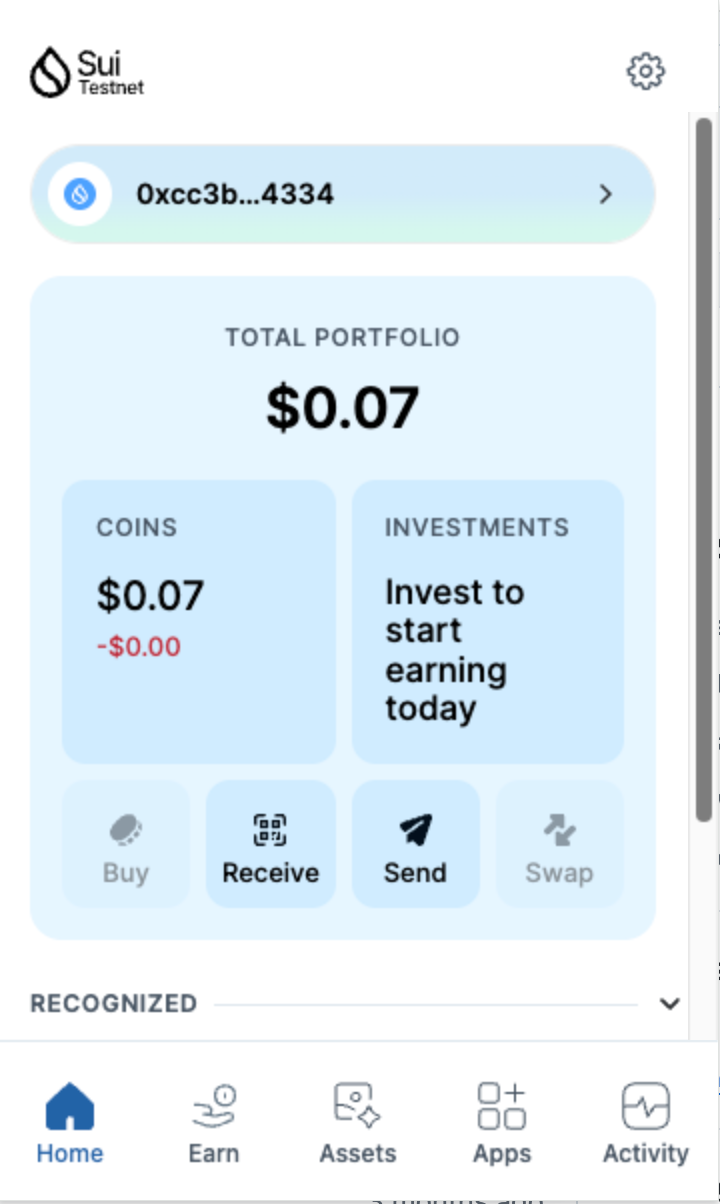 Sui
Testnet
0xcc3b...4334
TOTAL PORTFOLIO
$0.07
COINS
$0.07
-$0.00
INVESTMENTS
Invest to
start
earning
today
Buy
Receive
Send
Swap
RECOGNIZED
Home
Earn
Assets
Apps
Activity